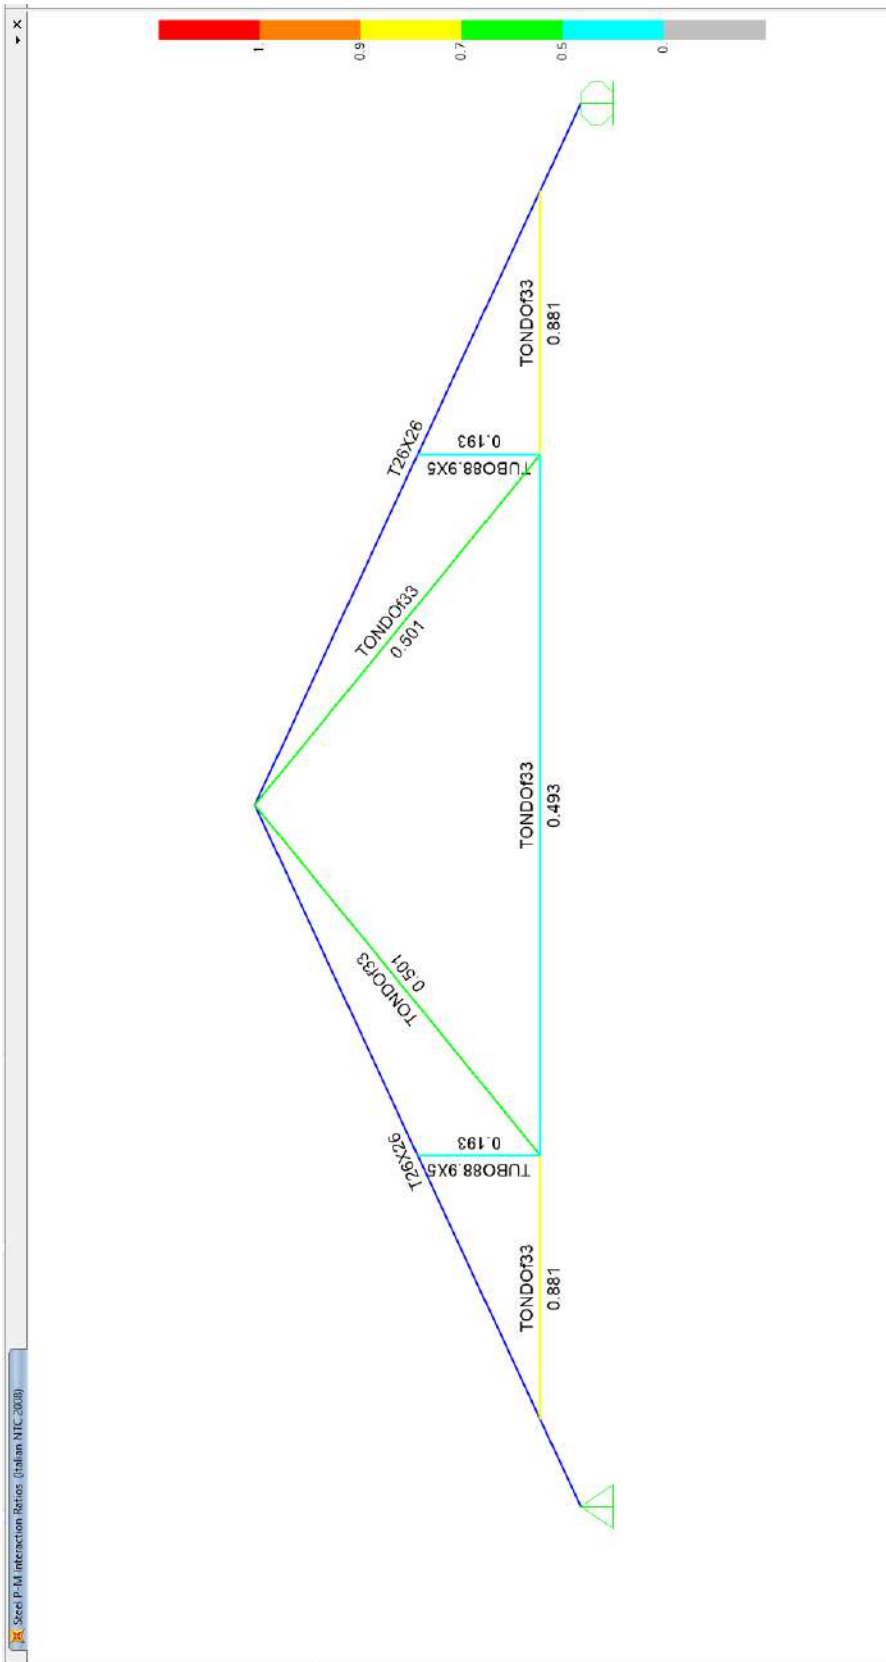 Steel P-M Interaction Ratios (Italian NTC 2008)
T26X26
T26X26
TONDOf33
0.501
TONDOf33
0.501
TUBO88.9X5
0.193
TUBO88.9X5
0.193
TONDOf33
0.881
TONDOf33
0.493
TONDOf33
0.881
1.
0.9
0.7
0.5
0.